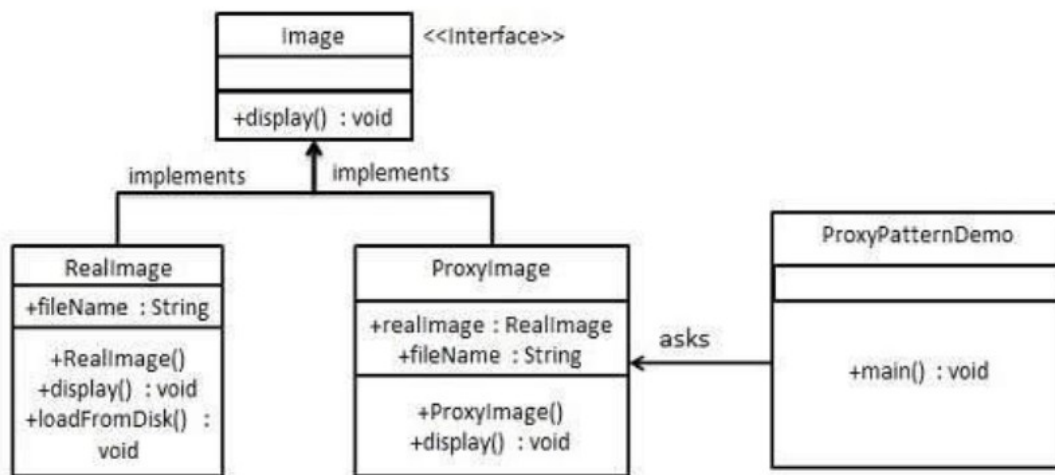 Image
<<Interface>>
+display() : void
implements
implements
RealImage
+fileName : String
+RealImage()
+display() : void
+loadFromDisk() :
void
ProxyImage
+realImage : RealImage
+fileName : String
+ProxyImage()
+display() : void
asks
ProxyPatternDemo
+main() : void